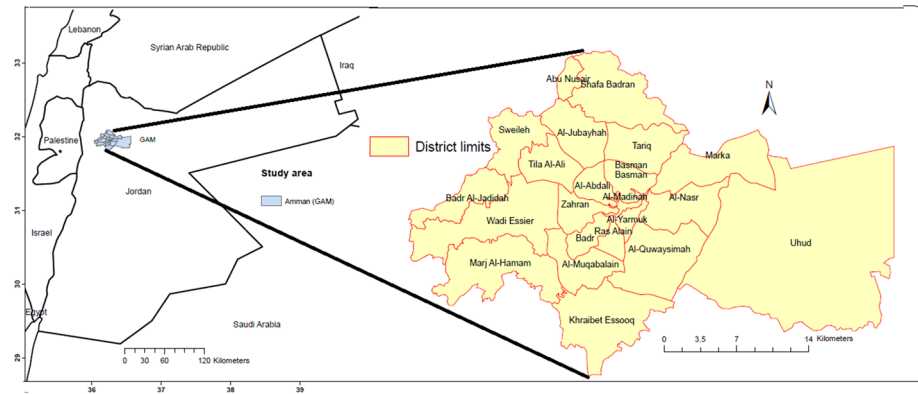 Lebanon
Syrian Arab Republic
Iraq
Palestine
GAM
Jordan
Israel
Egypt
Saudi Arabia
Study area
Amman (GAM)
0 30 60 120 Kilometers
33
32
31
30
29
36
37
38
39
District limits
N
Abu Nusair
Shafa Badran
Sweileh
Al-Jubayhah
Tariq
Marka
Tila Al-Ali
Basman
Basman
Al-Abdali
Al-Madinah
Al-Nasr
Badr Al-Jadidah
Zahran
Wadi Essier
Al-Yarmuk
Ras Alain
Badr
Al-Quwaysimah
Uhud
Marj Al-Hamam
Al-Muqabalain
Khraibet Essooq
0 3.5 7 14
Kilometers